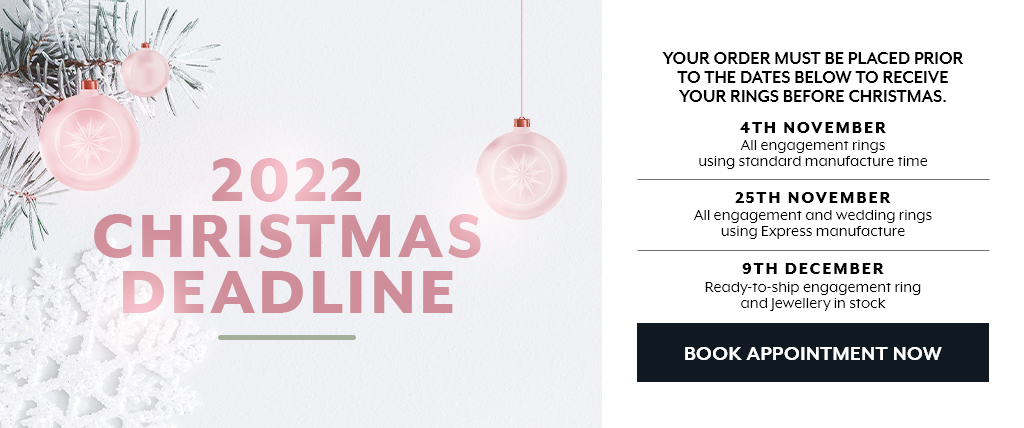 2022
CHRISTMAS
DEADLINE
YOUR ORDER MUST BE PLACED PRIOR
TO THE DATES BELOW TO RECEIVE
YOUR RINGS BEFORE CHRISTMAS.
4TH NOVEMBER
All engagement rings
using standard manufacture time
25TH NOVEMBER
All engagement and wedding rings
using Express manufacture
9TH DECEMBER
Ready-to-ship engagement ring
and Jewellery in stock
BOOK APPOINTMENT NOW